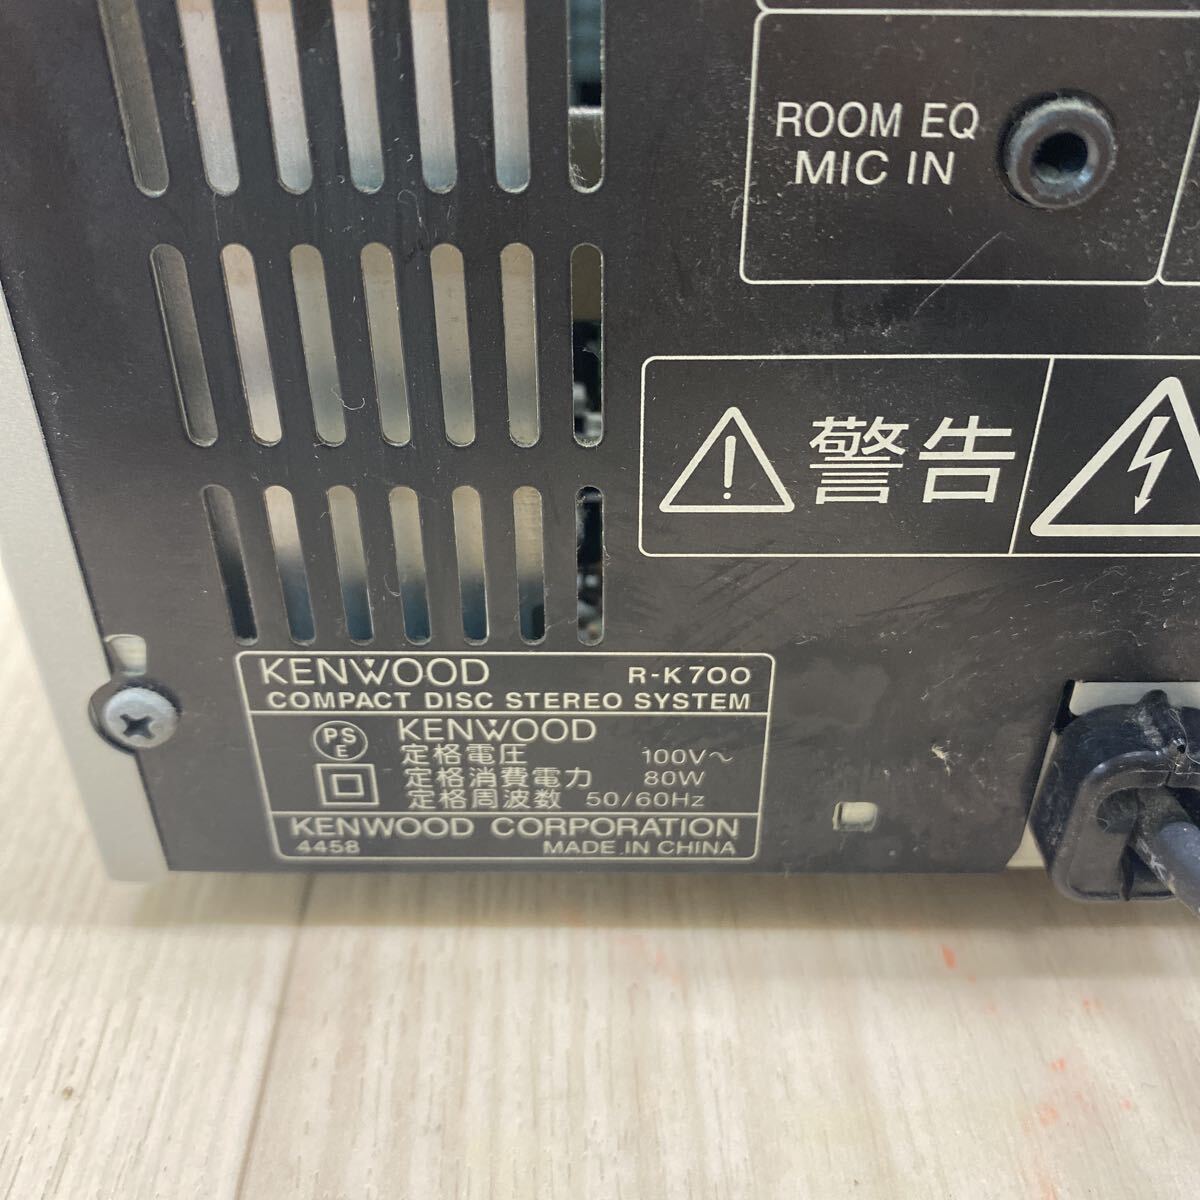 ROOM EQ
MIC IN
警告
KENWOOD R-K700
COMPACT DISC STEREO SYSTEM
PS
E
KENWOOD
定格電圧 100V～
定格消費電力 80W
定格周波数 50/60Hz
KENWOOD CORPORATION
4458 MADE IN CHINA